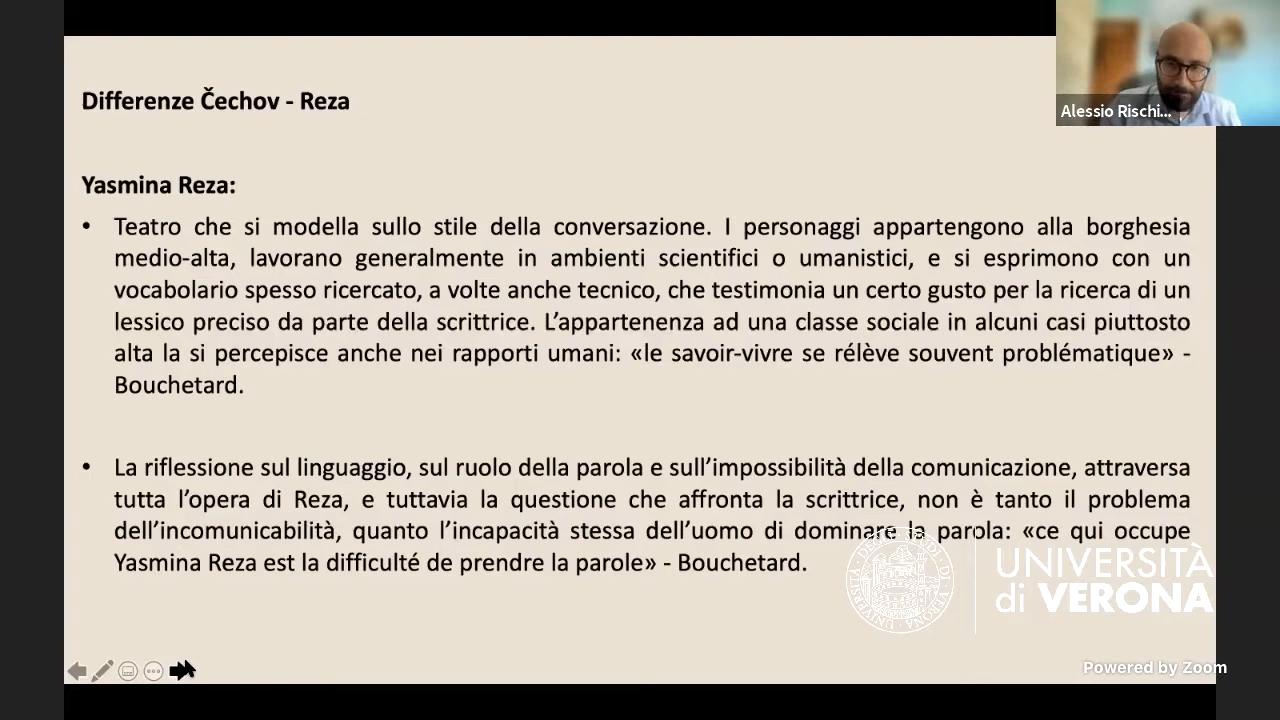 Differenze Čechov - Reza
Alessio Rischi...
Yasmina Reza:
• Teatro che si modella sullo stile della conversazione. I personaggi appartengono alla borghesia
medio-alta, lavorano generalmente in ambienti scientifici o umanistici, e si esprimono con un
vocabolario spesso ricercato, a volte anche tecnico, che testimonia un certo gusto per la ricerca di un
lessico preciso da parte della scrittrice. L’appartenenza ad una classe sociale in alcuni casi piuttosto
alta la si percepisce anche nei rapporti umani: «le savoir-vivre se rélève souvent problématique» -
Bouchetard.
• La riflessione sul linguaggio, sul ruolo della parola e sull’impossibilità della comunicazione, attraversa
tutta l’opera di Reza, e tuttavia la questione che affronta la scrittrice, non è tanto il problema
dell’incomunicabilità, quanto l’incapacità stessa dell’uomo di dominare la parola: «ce qui occupe
Yasmina Reza est la difficulté de prendre la parole» - Bouchetard.
UNIVERSITÀ
di VERONA
Powered by Zoom